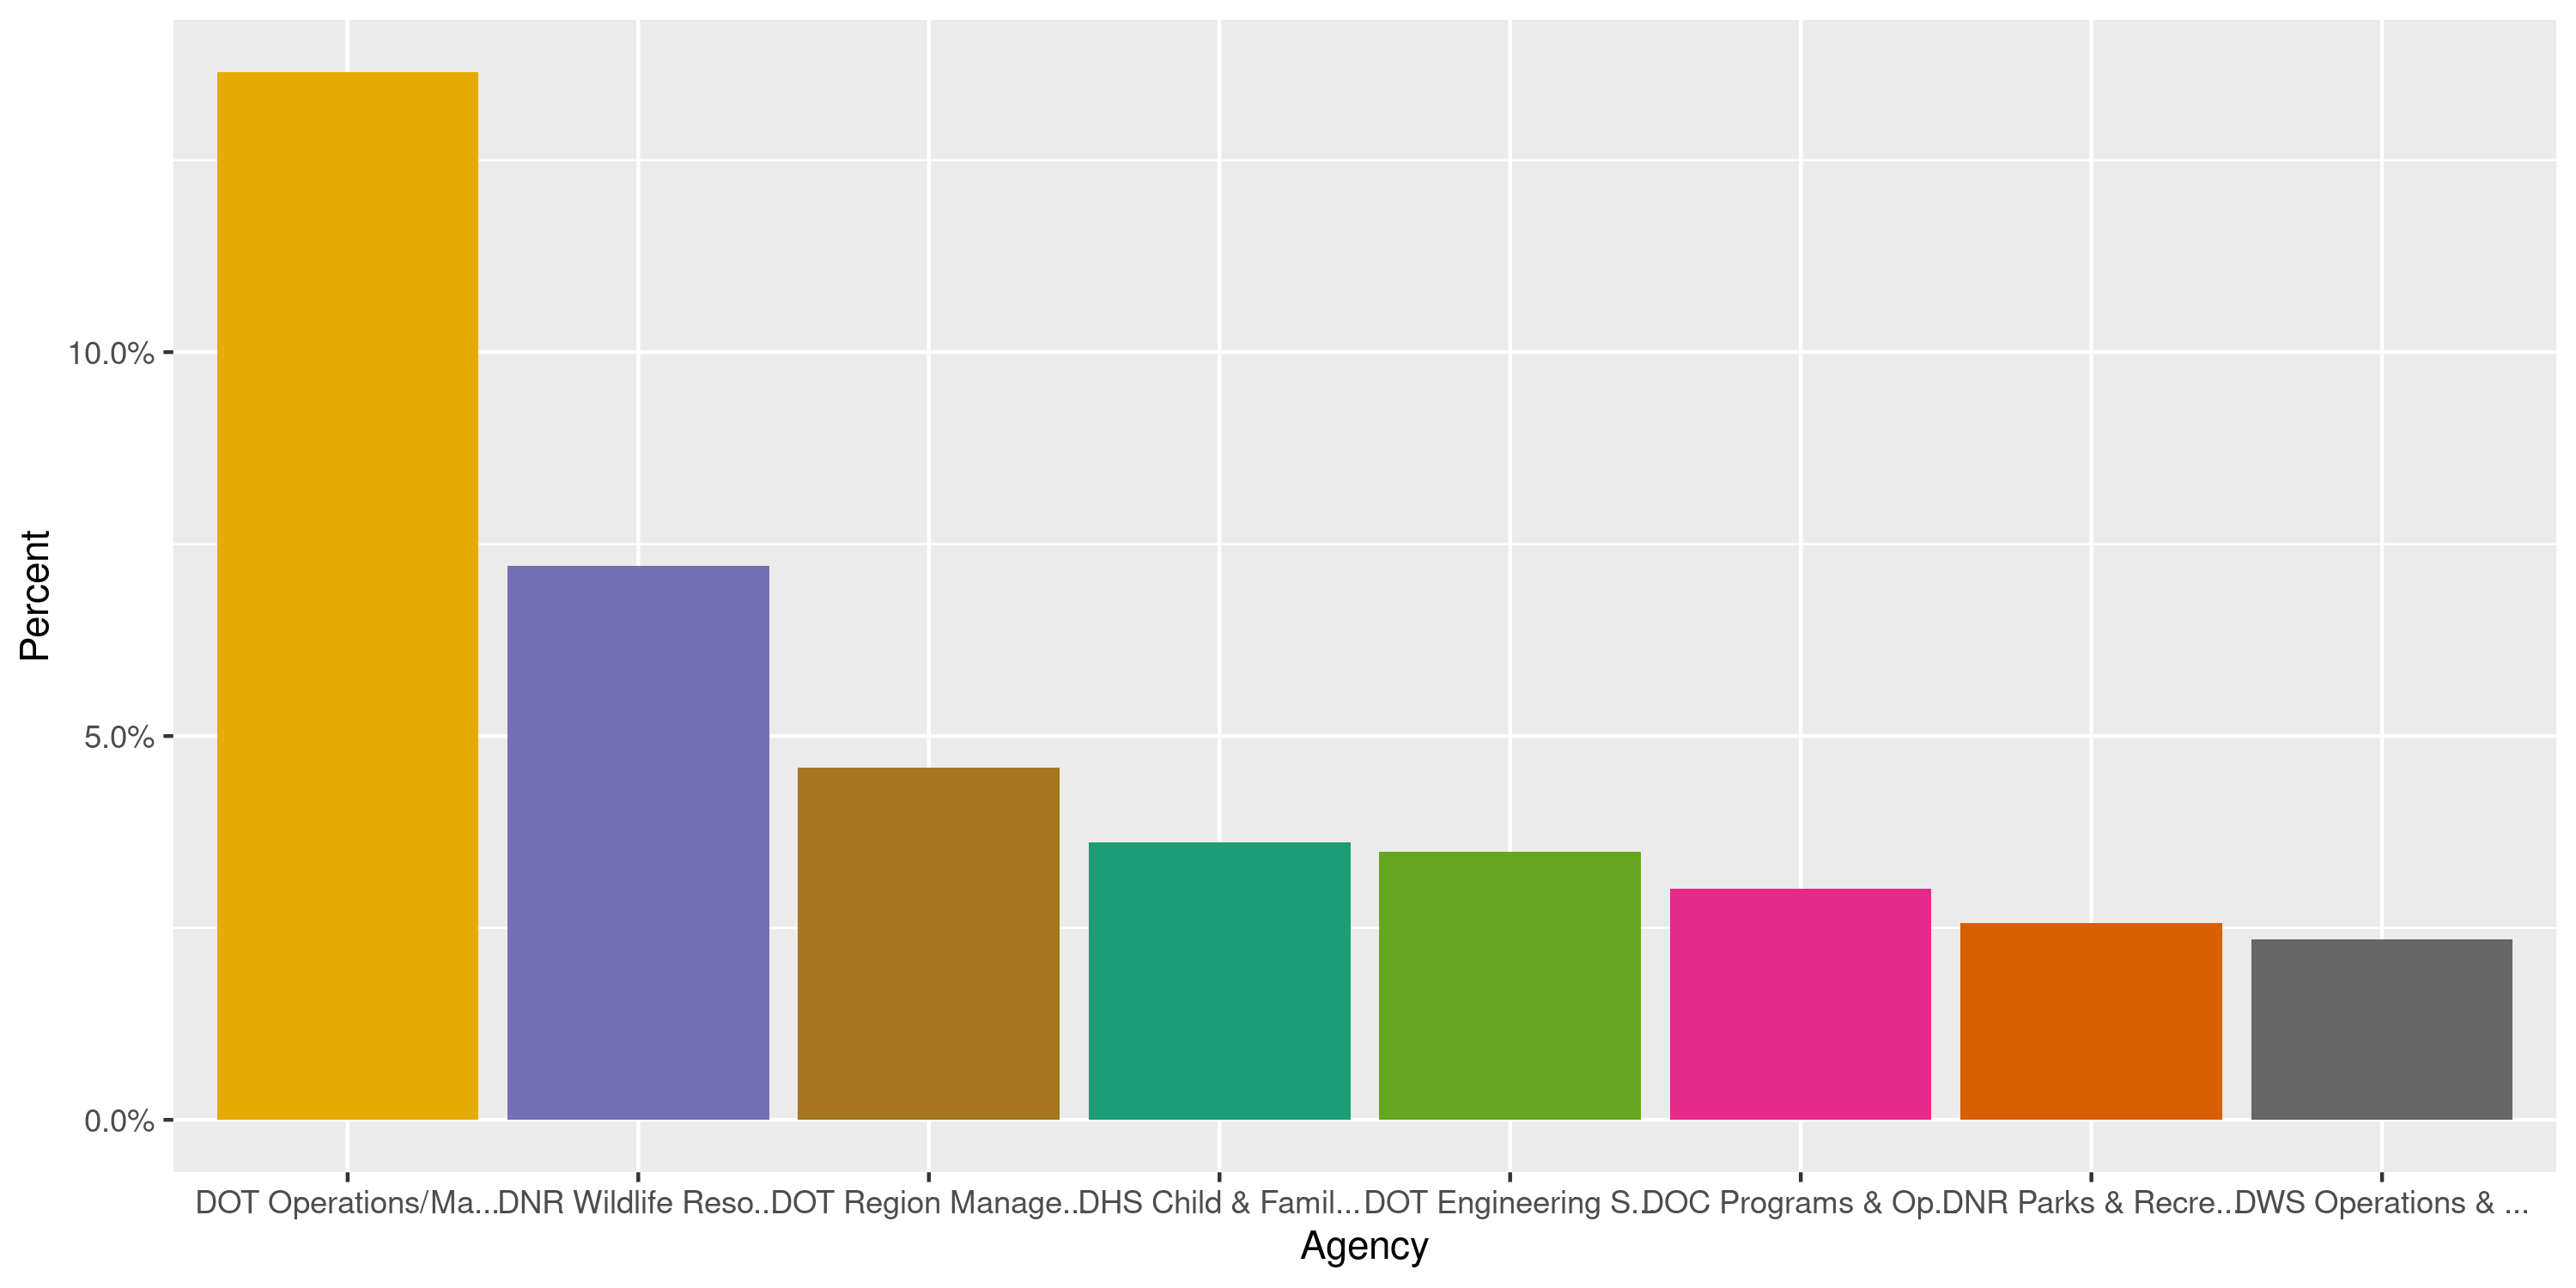 Percent
10.0%
5.0%
0.0%
DOT Operations/Ma...
DNR Wildlife Reso...
DOT Region Manage...
DHS Child & Famil...
DOT Engineering S...
DOC Programs & Op...
DNR Parks & Recre...
DWS Operations & ...
Agency